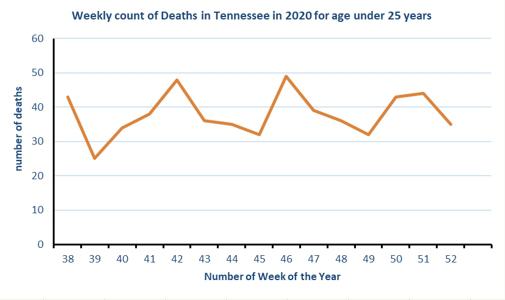 Weekly count of Deaths in Tennessee in 2020 for age under 25 years
number of deaths
60
50
40
30
20
10
0
38 39 40 41 42 43 44 45 46 47 48 49 50 51 52
Number of Week of the Year